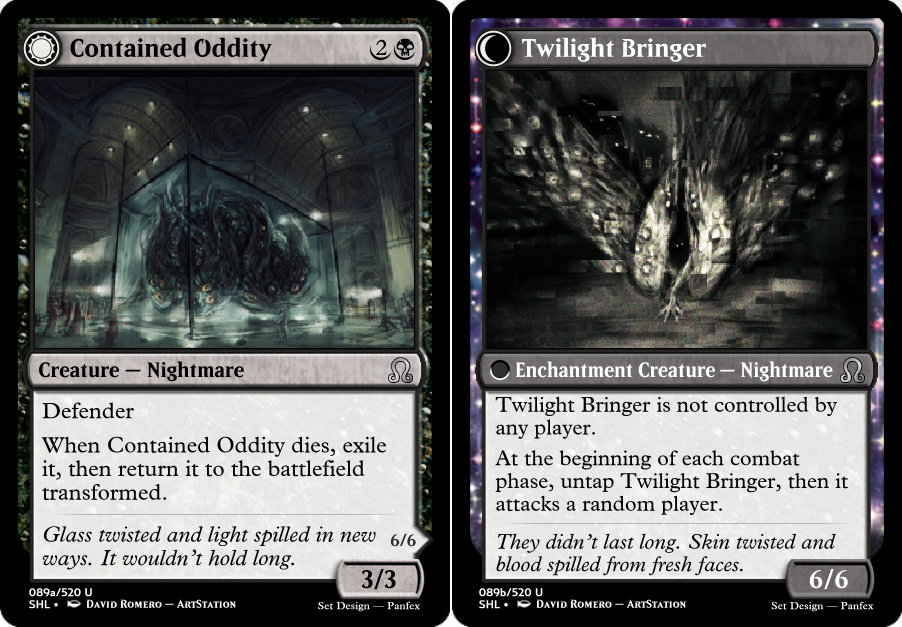 Contained Oddity
2
Creature — Nightmare
Defender
When Contained Oddity dies, exile
it, then return it to the battlefield
transformed.
Glass twisted and light spilled in new
ways. It wouldn't hold long.
6/6
3/3
089a/520 U
SHL • David Romero — ArtStation
Set Design — Panfex
Twilight Bringer
Enchantment Creature — Nightmare
Twilight Bringer is not controlled by
any player.
At the beginning of each combat
phase, untap Twilight Bringer, then it
attacks a random player.
They didn't last long. Skin twisted and
blood spilled from fresh faces.
6/6
089b/520 U
SHL • David Romero — ArtStation
Set Design — Panfex